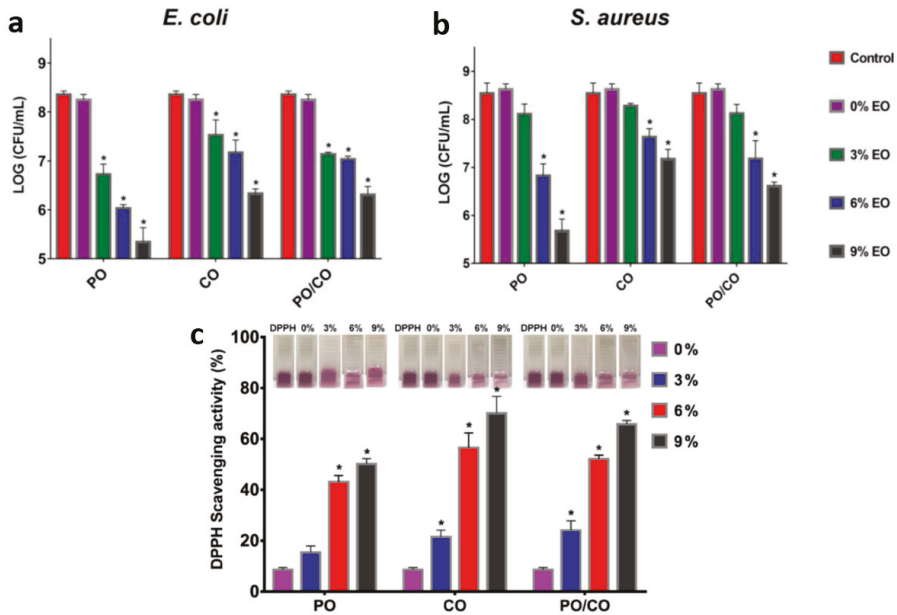 a
E. coli
LOG (CFU/mL)
9
8
7
6
5
*
*
*
*
*
*
*
*
*
PO
CO
PO/CO
b
S. aureus
LOG (CFU/mL)
9
8
7
6
5
*
*
*
*
*
*
PO
CO
PO/CO
Control
0% EO
3% EO
6% EO
9% EO
c
DPPH Scavenging activity (%)
100
80
60
40
20
0
DPPH 0% 3% 6% 9%
DPPH 0% 3% 6% 9%
DPPH 0% 3% 6% 9%
*
*
*
*
*
*
*
*
PO
CO
PO/CO
0%
3%
6%
9%